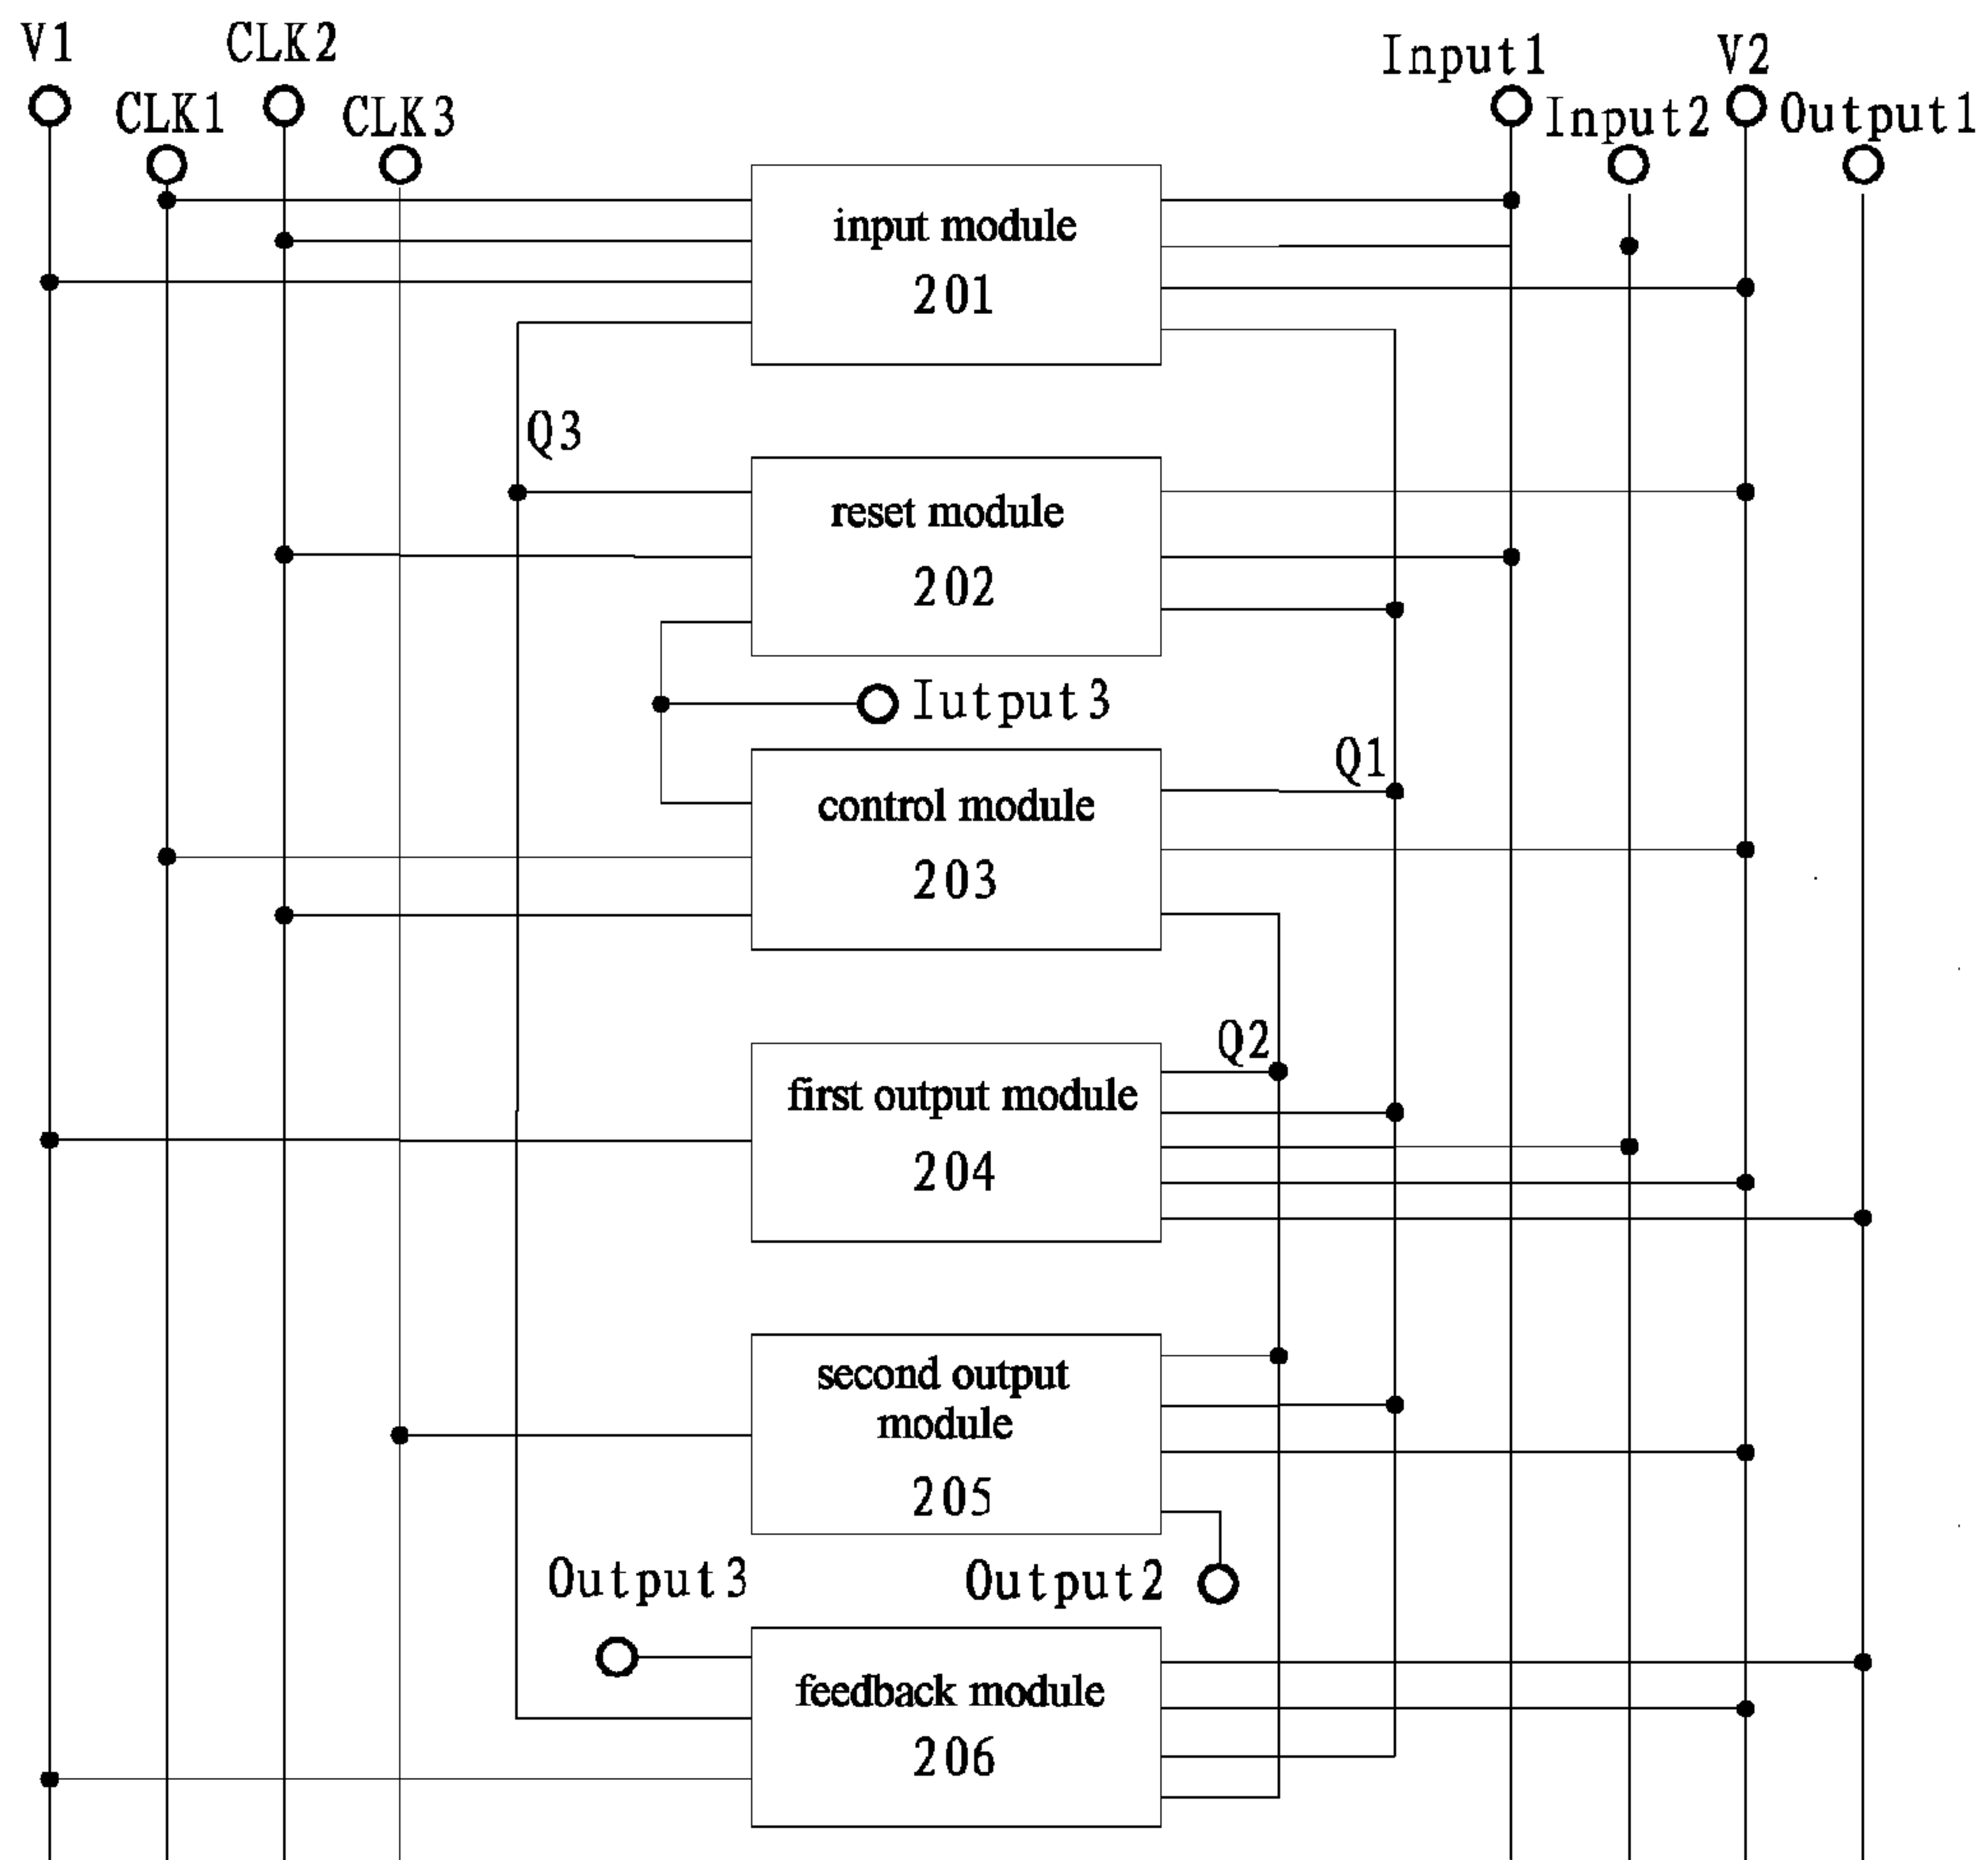 V1
CLK2
CLK1
CLK3
Input1
V2
Input2
Output1
input module
201
Q3
reset module
202
Iutput3
Q1
control module
203
Q2
first output module
204
second output
module
205
Output3
Output2
feedback module
206